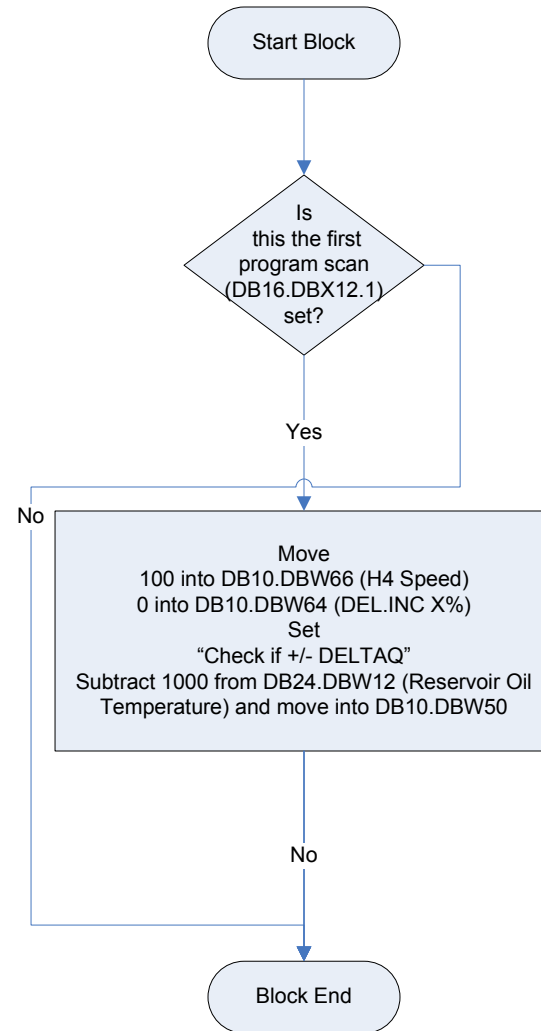 Start Block
Is
this the first
program scan
(DB16.DBX12.1)
set?
Yes
No
Move
100 into DB10.DBW66 (H4 Speed)
0 into DB10.DBW64 (DEL.INC X%)
Set
“Check if +/- DELTAQ”
Subtract 1000 from DB24.DBW12 (Reservoir Oil
Temperature) and move into DB10.DBW50
No
Block End